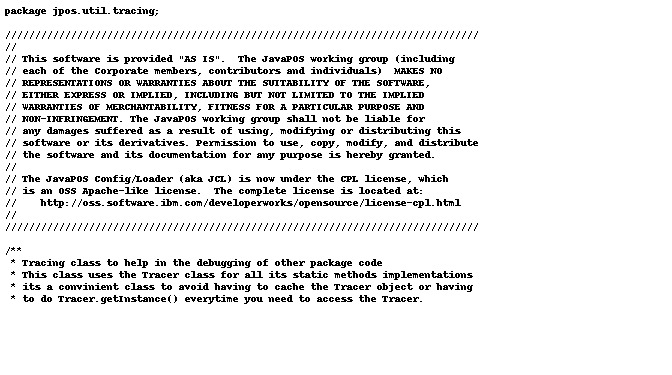 package jpos.util.tracing;

///////////////////////////////////////////////////////////////////////////////
//
// This software is provided "AS IS".  The JavaPOS working group (including
// each of the Corporate members, contributors and individuals)  MAKES NO
// REPRESENTATIONS OR WARRANTIES ABOUT THE SUITABILITY OF THE SOFTWARE,
// EITHER EXPRESS OR IMPLIED, INCLUDING BUT NOT LIMITED TO THE IMPLIED
// WARRANTIES OF MERCHANTABILITY, FITNESS FOR A PARTICULAR PURPOSE AND
// NON-INFRINGEMENT. The JavaPOS working group shall not be liable for
// any damages suffered as a result of using, modifying or distributing this
// software or its derivatives. Permission to use, copy, modify, and distribute
// the software and its documentation for any purpose is hereby granted.
//
// The JavaPOS Config/Loader (aka JCL) is now under the CPL license, which
// is an OSS Apache-like license.  The complete license is located at:
//    http://oss.software.ibm.com/developerworks/opensource/license-cpl.html
//
///////////////////////////////////////////////////////////////////////////////

/**
 * Tracing class to help in the debugging of other package code
 * This class uses the Tracer class for all its static methods implementations
 * its a convinient class to avoid having to cache the Tracer object or having
 * to do Tracer.getInstance() everytime you need to access the Tracer.